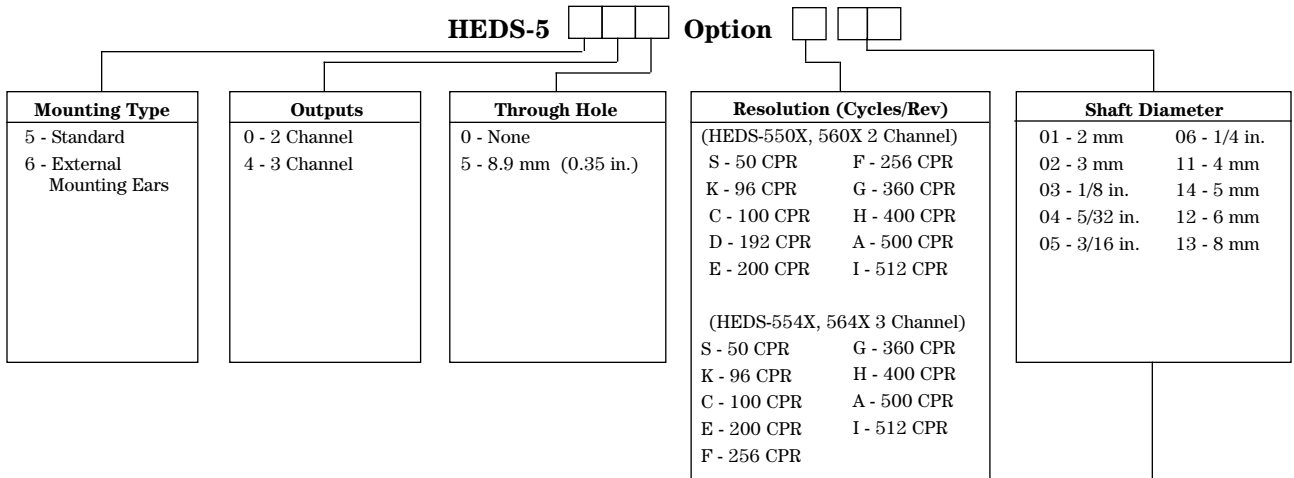 HEDS-5 Option
Mounting Type
5 - Standard
6 - External
Mounting Ears
Outputs
0 - 2 Channel
4 - 3 Channel
Through Hole
0 - None
5 - 8.9 mm (0.35 in.)
Resolution (Cycles/Rev)
(HEDS-550X, 560X 2 Channel)
S - 50 CPR F - 256 CPR
K - 96 CPR G - 360 CPR
C - 100 CPR H - 400 CPR
D - 192 CPR A - 500 CPR
E - 200 CPR I - 512 CPR
(HEDS-554X, 564X 3 Channel)
S - 50 CPR G - 360 CPR
K - 96 CPR H - 400 CPR
C - 100 CPR A - 500 CPR
E - 200 CPR I - 512 CPR
F - 256 CPR
Shaft Diameter
01 - 2 mm 06 - 1/4 in.
02 - 3 mm 11 - 4 mm
03 - 1/8 in. 14 - 5 mm
04 - 5/32 in. 12 - 6 mm
05 - 3/16 in. 13 - 8 mm